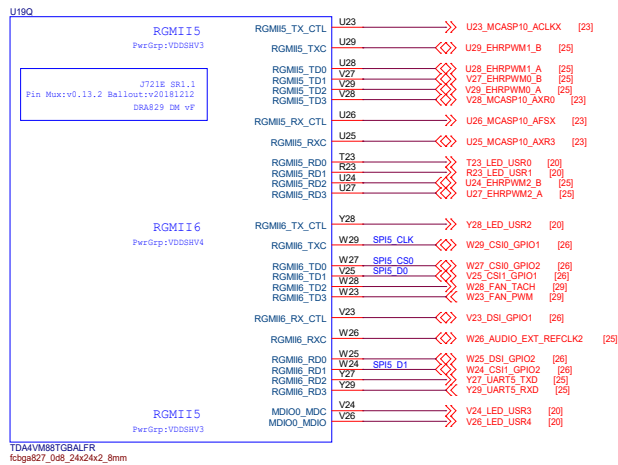 U19Q
RGMII5 RGMII5_TX_CTL U23 U23_MCASP10_ACLKX [23]
PwrGrp:VDDSHV3 RGMII5_TXC U29 U29_EHRPWM1_B [25]
RGMII5_TD0 U28 U28_EHRPWM1_A [25]
J721E SR1.1 RGMII5_TD1 V27 V27_EHRPWM0_B [25]
Pin Mux:v0.13.2 Ballout:v20181212 RGMII5_TD2 V29 V29_EHRPWM0_A [25]
DRA829 DM vF RGMII5_TD3 V28 V28_MCASP10_AXR0 [23]
RGMII5_RX_CTL U26 U26_MCASP10_AFSX [23]
RGMII5_RXC U25 U25_MCASP10_AXR3 [23]
RGMII5_RD0 T23 T23_LED_USR0 [20]
RGMII5_RD1 R23 R23_LED_USR1 [20]
RGMII5_RD2 U24 U24_EHRPWM2_B [25]
RGMII5_RD3 U27 U27_EHRPWM2_A [25]
RGMII6 RGMII6_TX_CTL Y28 Y28_LED_USR2 [20]
PwrGrp:VDDSHV4 RGMII6_TXC W29 SPI5_CLK W29_CSI0_GPIO1 [26]
RGMII6_TD0 W27 SPI5_CS0 W27_CSI0_GPIO2 [26]
RGMII6_TD1 V25 SPI5_D0 V25_CSI1_GPIO1 [26]
RGMII6_TD2 W28 W28_FAN_TACH [29]
RGMII6_TD3 W23 W23_FAN_PWM [29]
RGMII6_RX_CTL V23 V23_DSI_GPIO1 [26]
RGMII6_RXC W26 W26_AUDIO_EXT_REFCLK2 [25]
RGMII6_RD0 W25 W25_DSI_GPIO2 [26]
RGMII6_RD1 W24 SPI5_D1 W24_CSI1_GPIO2 [26]
RGMII6_RD2 Y27 Y27_UART5_TXD [25]
RGMII6_RD3 Y29 Y29_UART5_RXD [25]
RGMII5 MDIO0_MDC V24 V24_LED_USR3 [20]
PwrGrp:VDDSHV3 MDIO0_MDIO V26 V26_LED_USR4 [20]
TDA4VM88TGBALFR
fcbga827_0d8_24x24x2_8mm